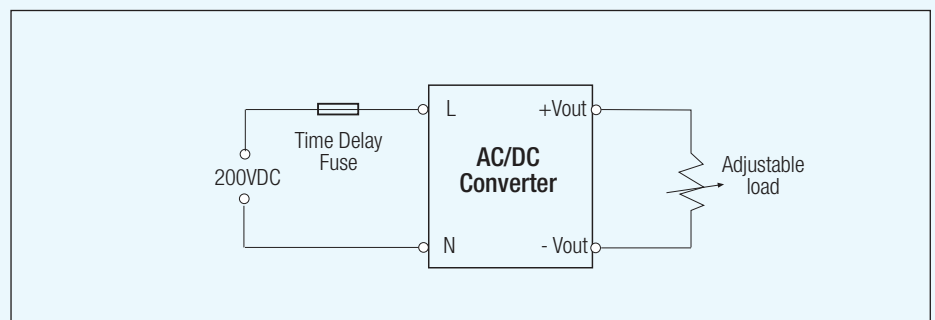 L
+Vout
Time Delay
Fuse
AC/DC
Converter
200VDC
Adjustable
load
N
- Vout